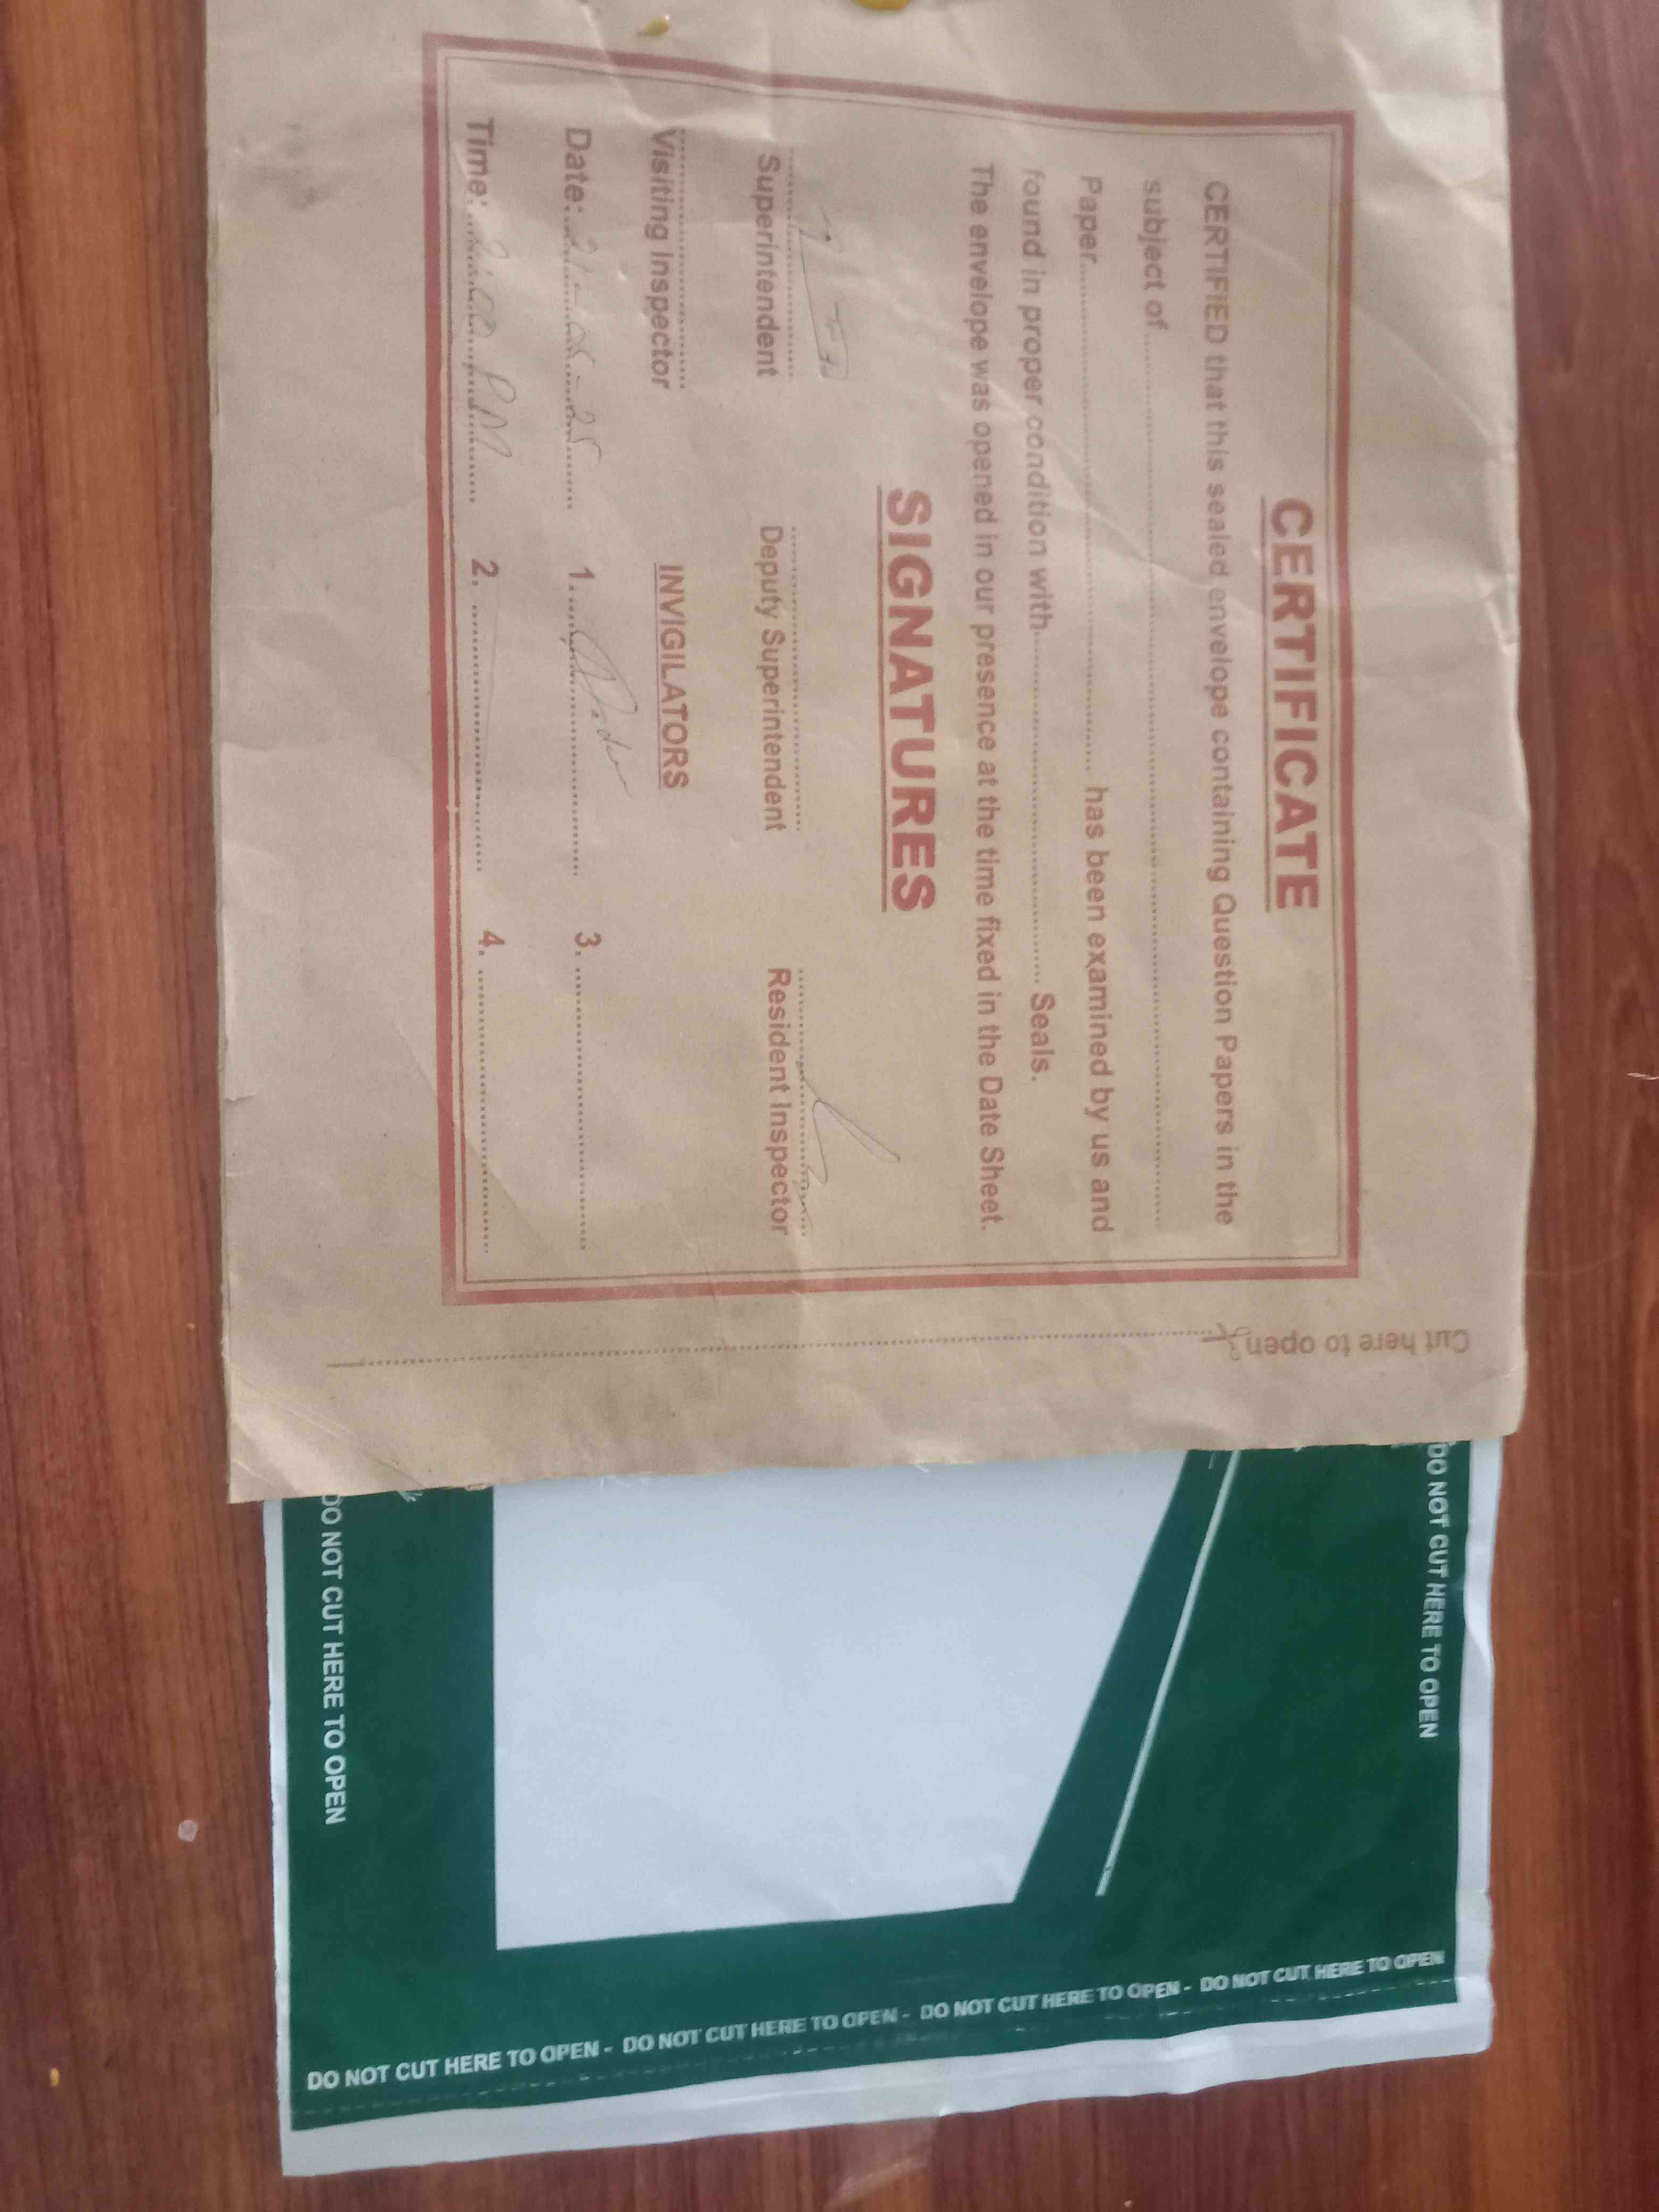 CERTIFICATE
CERTIFIED that this sealed envelope containing Question Papers in the
subject of
Paper has been examined by us and
found in proper condition with Seals.
The envelope was opened in our presence at the time fixed in the Date Sheet.
SIGNATURES
Superintendent Deputy Superintendent Resident Inspector
Visiting Inspector INVIGILATORS
Date: 1. 3.
Time: 2:00 PM 2. 4.
Cut here to open
DO NOT CUT HERE TO OPEN
DO NOT CUT HERE TO OPEN
DO NOT CUT HERE TO OPEN - DO NOT CUT HERE TO OPEN - DO NOT CUT HERE TO OPEN - DO NOT CUT HERE TO OPEN